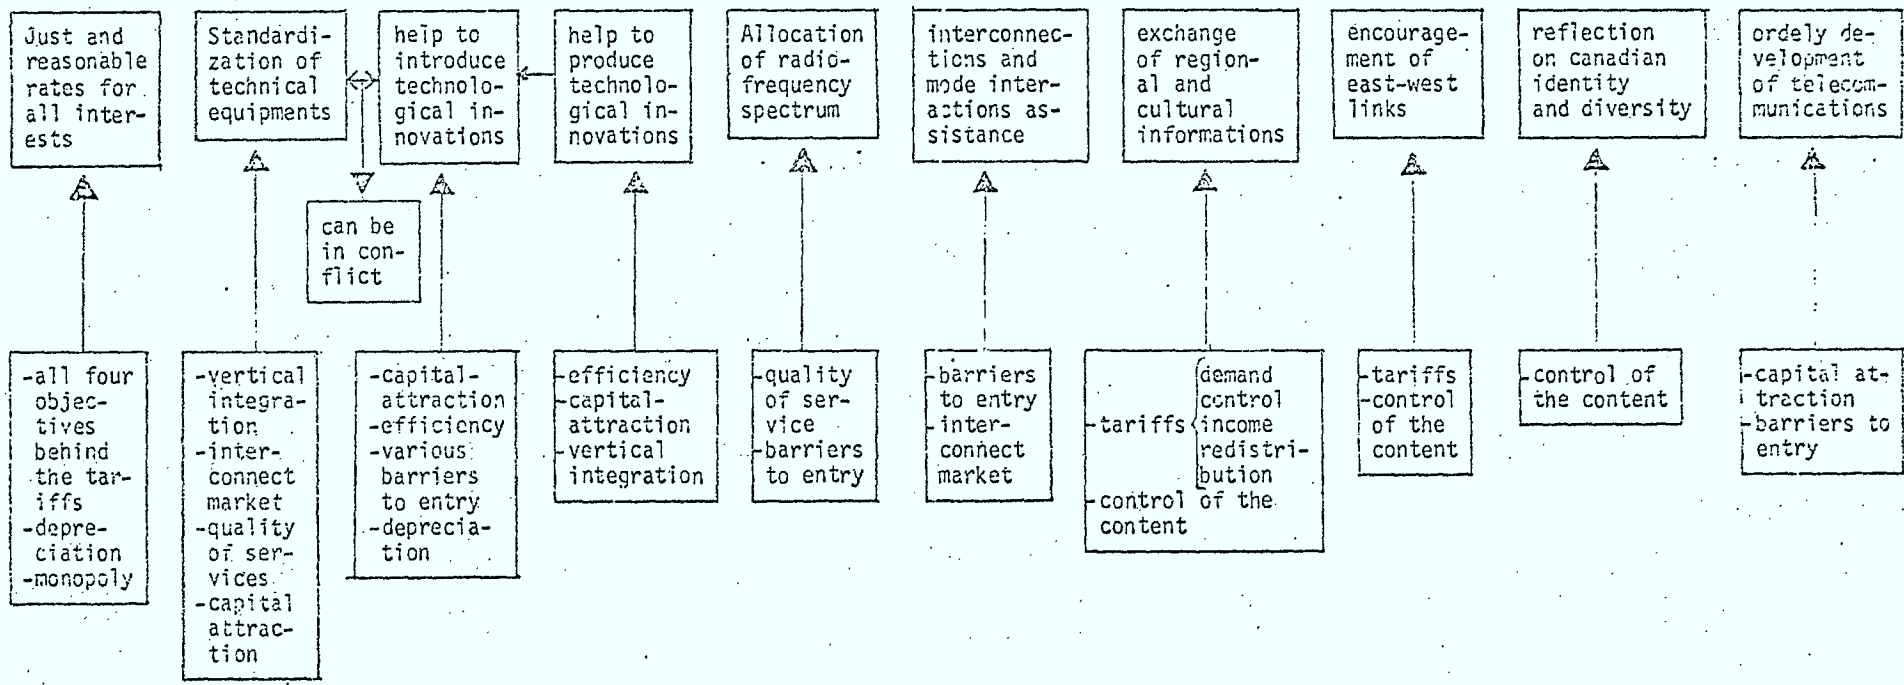 Just and
reasonable
rates for
all inter-
ests
Standardi-
zation of
technical
equipments
help to
introduce
technolo-
gical in-
novations
help to
produce
technolo-
gical in-
novations
Allocation
of radio-
frequency
spectrum
interconnec-
tions and
mode inter-
actions as-
sistance
exchange
of region-
al and
cultural
informations
encourage-
ment of
east-west
links
reflection
on Canadian
identity
and diversity
ordely de-
velopment
of telecom-
munications
can be
in con-
flict
-all four
objec-
tives
behind
the tar-
iffs
-depre-
ciation
-monopoly
-vertical
integra-
tion
-inter-
connect
market
-quality
of ser-
vices
-capital
attrac-
tion
-capital-
attraction
-efficiency
-various
barriers
to entry
-deprecia-
tion
-efficiency
-capital-
attraction
-vertical
integration
-quality
of ser-
vice
-barriers
to entry
-barriers
to entry
-inter-
connect
market
-tariffs
demand
control
income
redistri-
bution
-control of the
content
-tariffs
-control
of the
content
-control of
the content
-capital at-
traction
-barriers to
entry